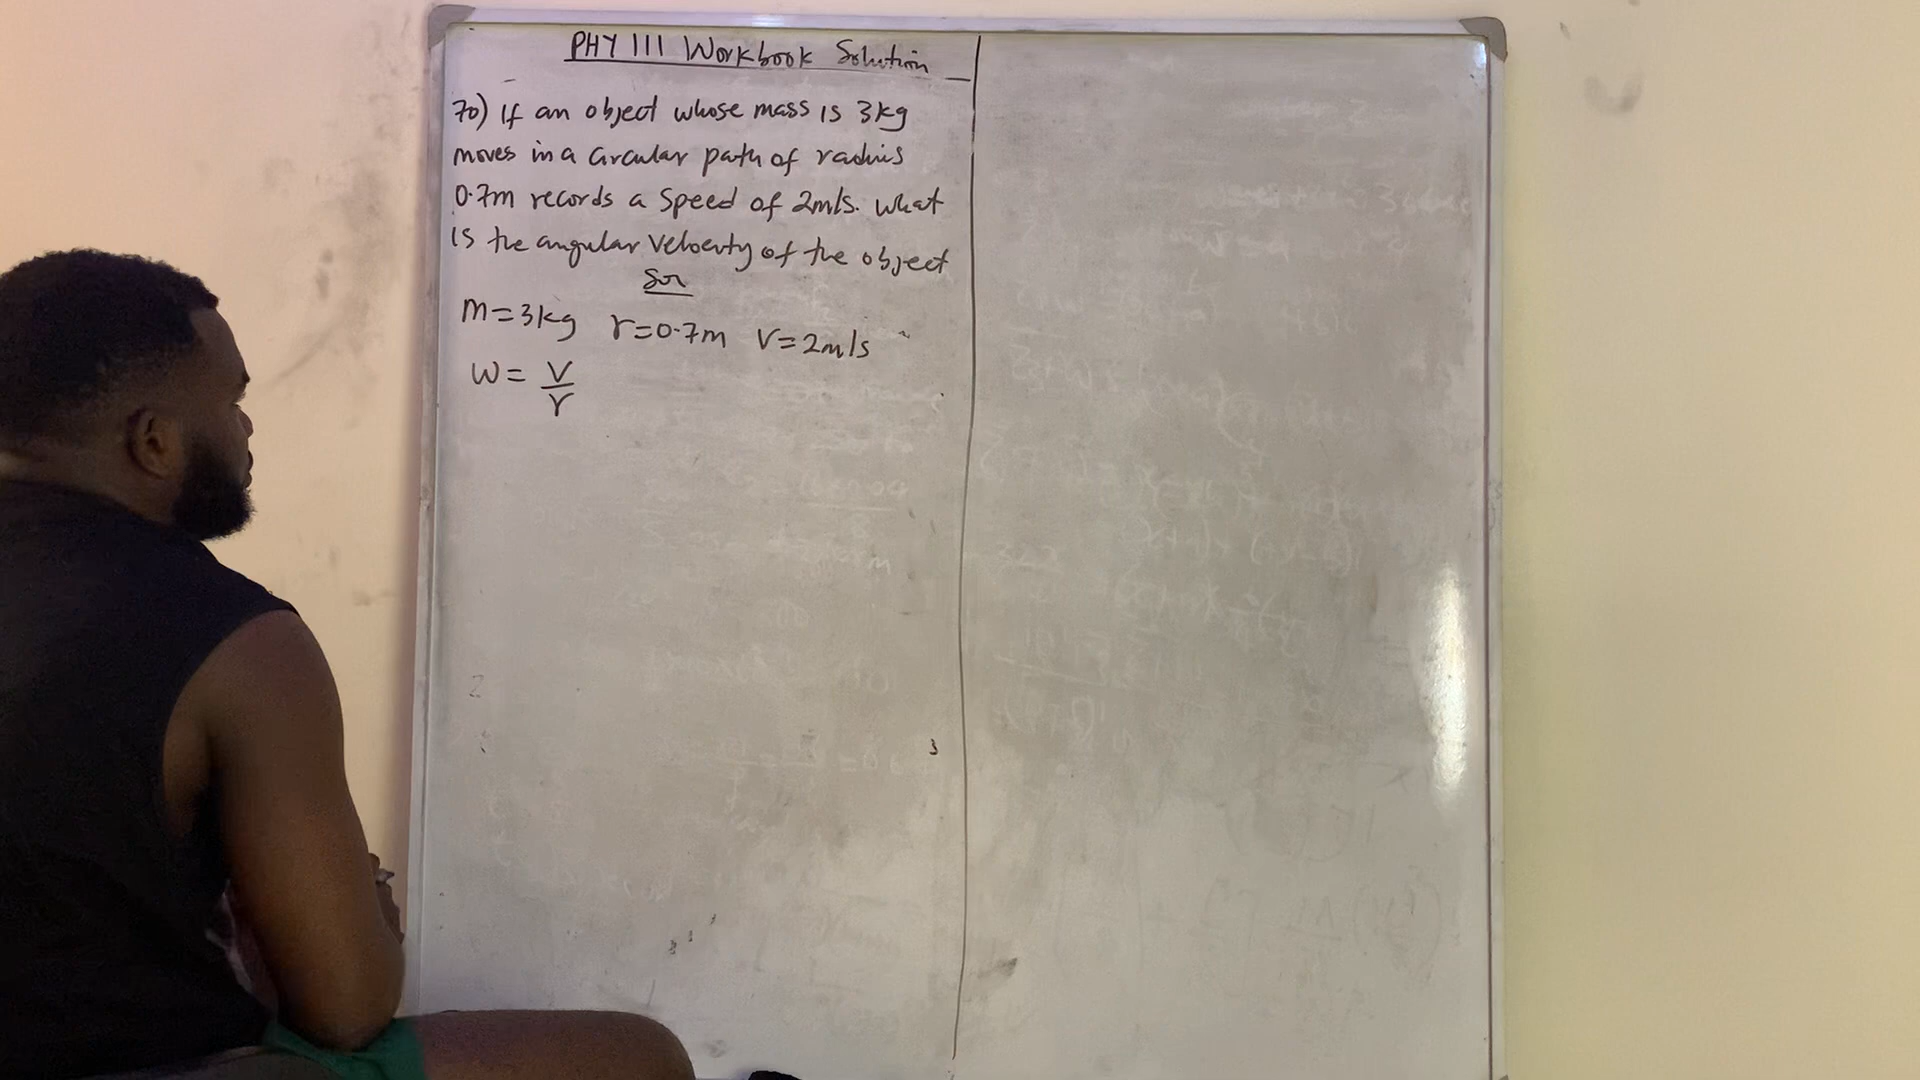 PHY 111 Workbook Solution
70) If an object whose mass is 3kg
moves in a circular path of radius
0.7m records a speed of 2m/s. what
is the angular velocity of the object
Son
m=3kg r=0.7m V=2m/s
W= V/r